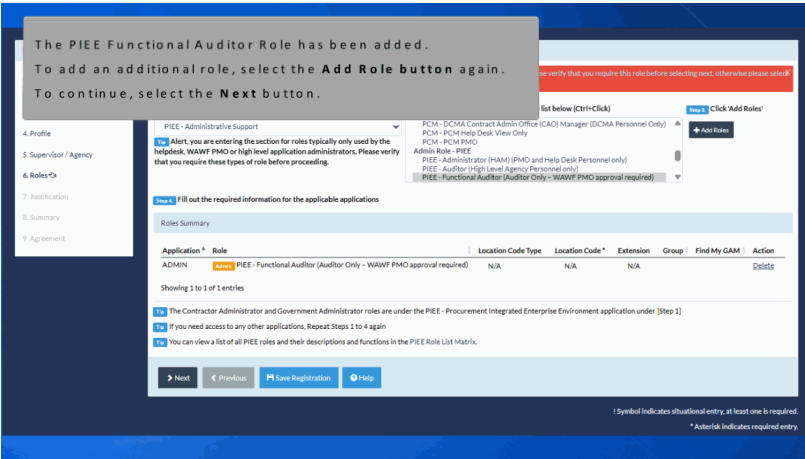 The PIEE Functional Auditor Role has been added.
To add an additional role, select the Add Role button again.
To continue, select the Next button.
se verify that you require this role before selecting next, otherwise please select
list below (Ctrl+Click)
Step 3. Click 'Add Roles'
PIEE - Administrative Support
Tip Alert, you are entering the section for roles typically only used by the
helpdesk, WAWF PMO or high level application administrators. Please verify
that you require these types of role before proceeding.
PCM - DCMA Contract Admin Office (CAO) Manager (DCMA Personnel Only)
PCM - PCM Help Desk View Only
PCM - PCM PMO
Admin Role - PIEE
PIEE - Administrator (HAM) (PMO and Help Desk Personnel only)
PIEE - Auditor (High Level Agency Personnel only)
PIEE - Functional Auditor (Auditor Only – WAWF PMO approval required)
+ Add Roles
4. Profile
5. Supervisor / Agency
6. Roles
7. Justification
8. Summary
9. Agreement
Step 4. Fill out the required information for the applicable applications
Roles Summary
Application Role Location Code Type Location Code * Extension Group Find My GAM Action
ADMIN Admin PIEE - Functional Auditor (Auditor Only – WAWF PMO approval required) N/A N/A N/A Delete
Showing 1 to 1 of 1 entries
Tip The Contractor Administrator and Government Administrator roles are under the PIEE - Procurement Integrated Enterprise Environment application under [Step 1]
Tip If you need access to any other applications, Repeat Steps 1 to 4 again
Tip You can view a list of all PIEE roles and their descriptions and functions in the PIEE Role List Matrix.
Next
Previous
Save Registration
Help
! Symbol indicates situational entry, at least one is required.
* Asterisk indicates required entry.